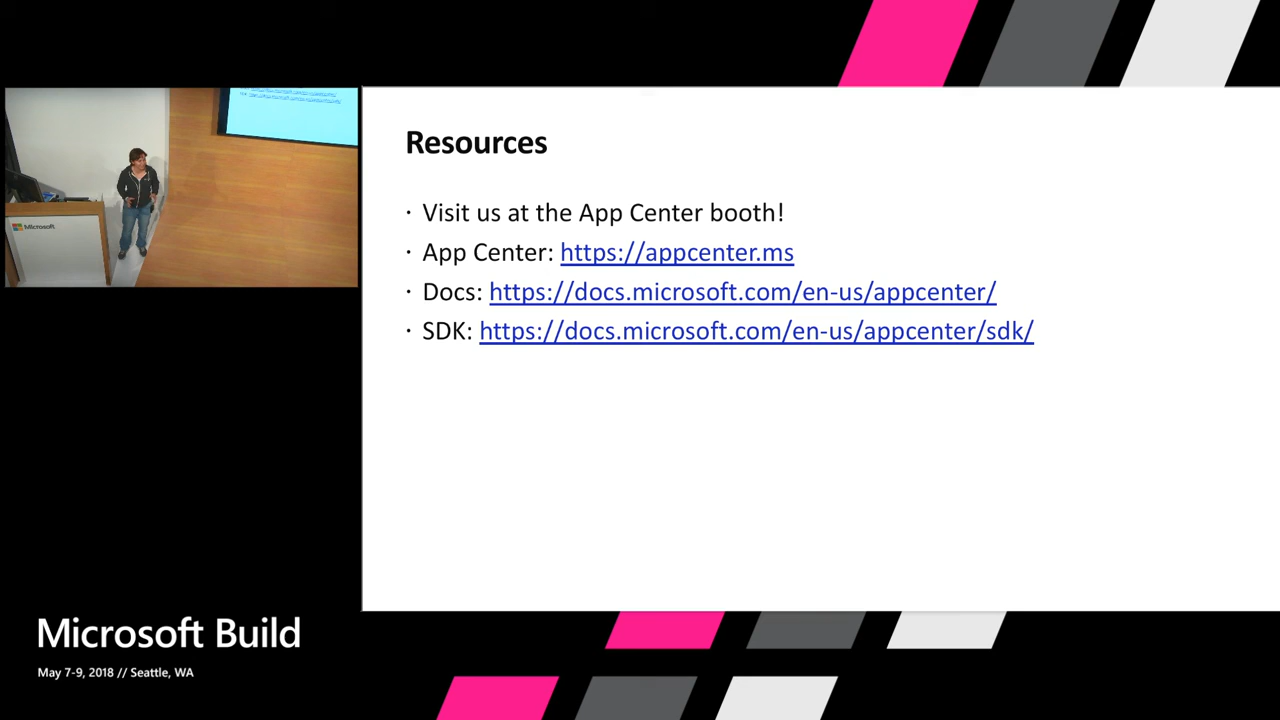 Microsoft
Resources
· Visit us at the App Center booth!
· App Center: https://appcenter.ms
· Docs: https://docs.microsoft.com/en-us/appcenter/
· SDK: https://docs.microsoft.com/en-us/appcenter/sdk/
Microsoft Build
May 7-9, 2018 // Seattle, WA